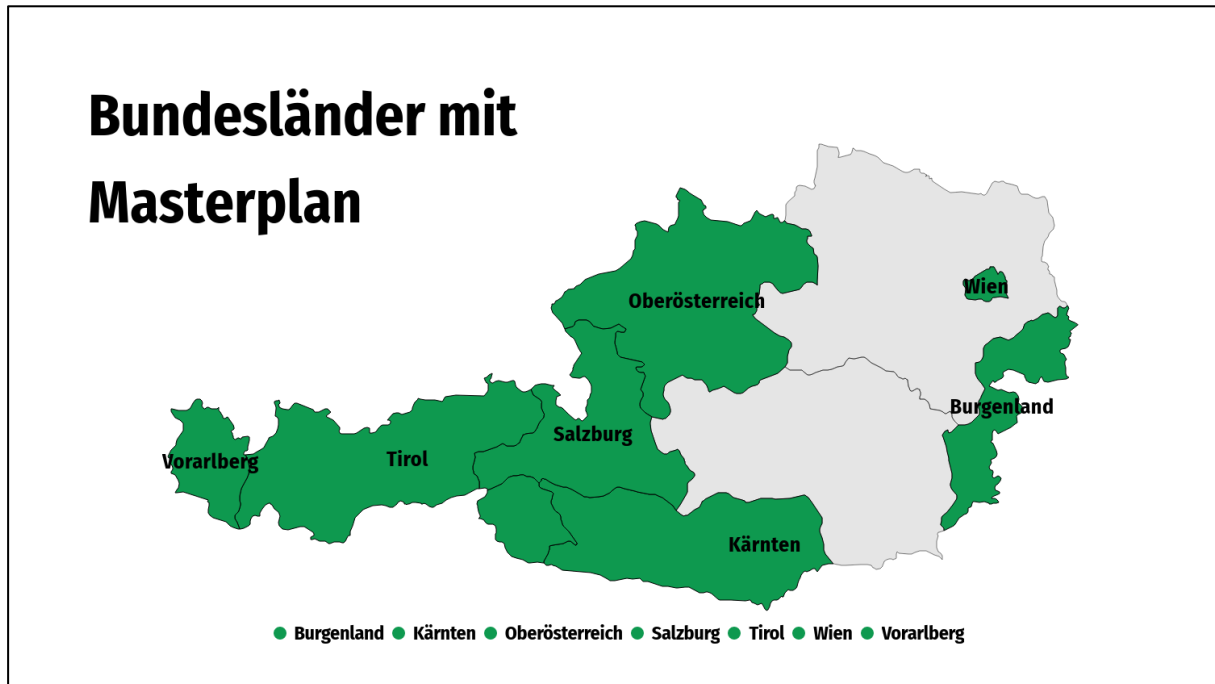 Bundesländer mit
Masterplan
Wien
Oberösterreich
Burgenland
Salzburg
Tirol
Vorarlberg
Kärnten
Burgenland Kärnten Oberösterreich Salzburg Tirol Wien Vorarlberg